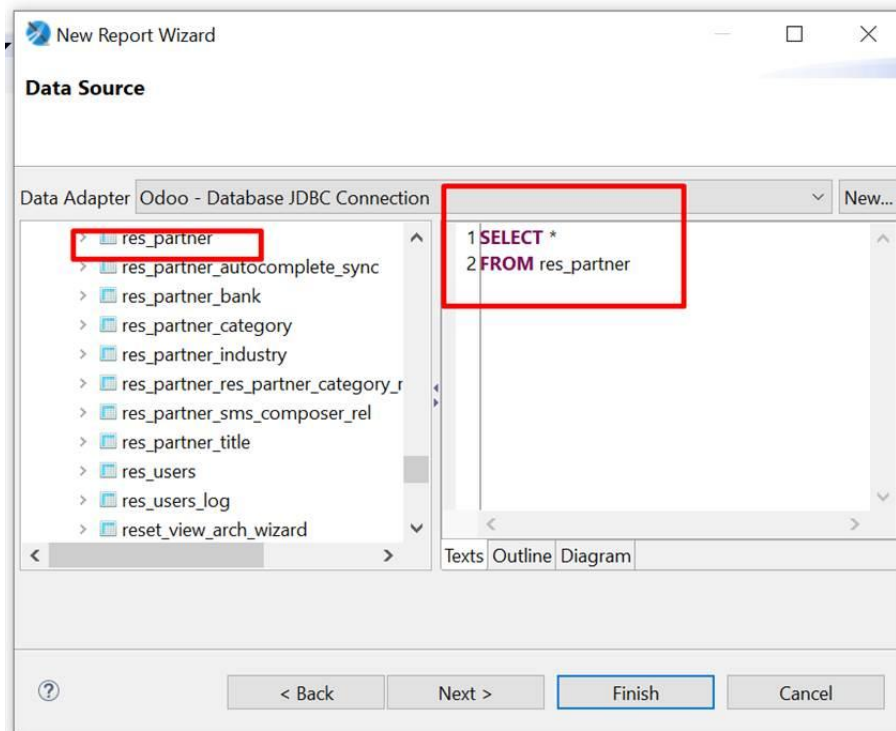 New Report Wizard
Data Source
Data Adapter Odoo - Database JDBC Connection New...
res_partner
res_partner_autocomplete_sync
res_partner_bank
res_partner_category
res_partner_industry
res_partner_res_partner_category_r
res_partner_sms_composer_rel
res_partner_title
res_users
res_users_log
reset_view_arch_wizard
1 SELECT *
2 FROM res_partner
Texts Outline Diagram
? < Back Next > Finish Cancel